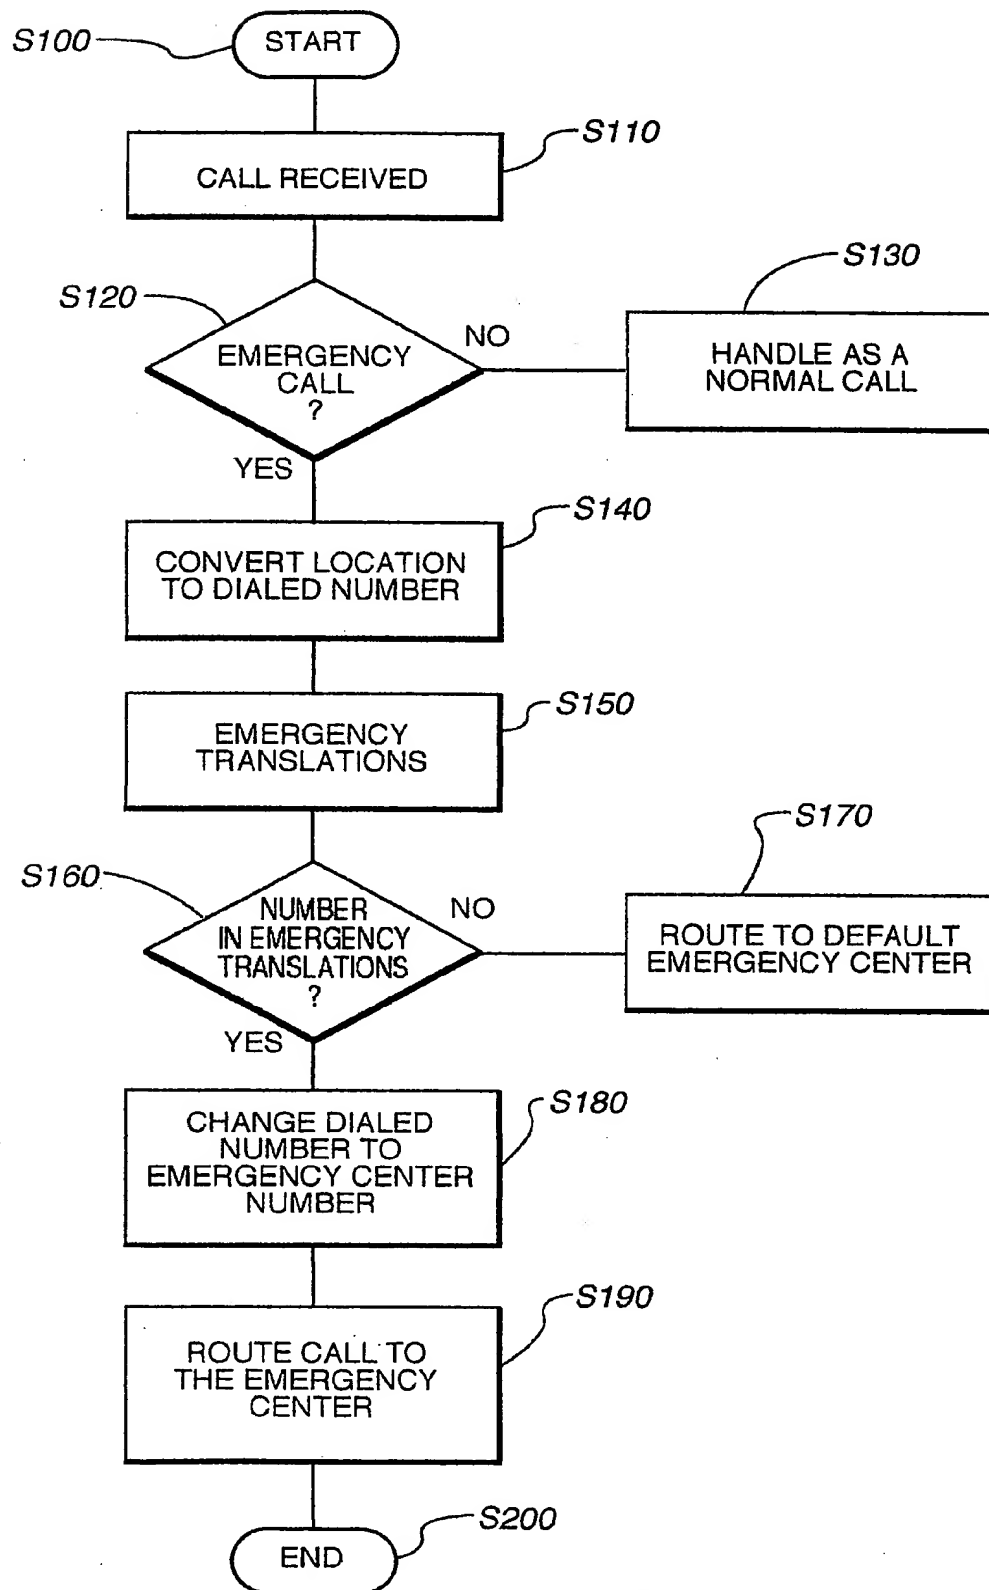 S100
START
S110
CALL RECEIVED
S120
EMERGENCY
CALL
?
NO
S130
HANDLE AS A
NORMAL CALL
YES
S140
CONVERT LOCATION
TO DIALED NUMBER
S150
EMERGENCY
TRANSLATIONS
S160
NUMBER
IN EMERGENCY
TRANSLATIONS
?
NO
S170
ROUTE TO DEFAULT
EMERGENCY CENTER
YES
S180
CHANGE DIALED
NUMBER TO
EMERGENCY CENTER
NUMBER
S190
ROUTE CALL TO
THE EMERGENCY
CENTER
S200
END